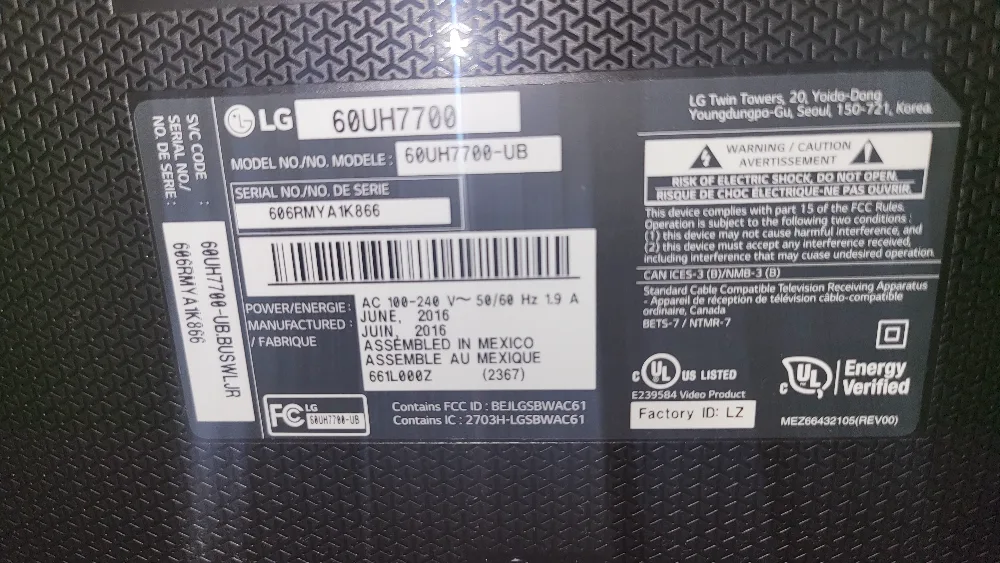 SVC CODE :
SERIAL NO./
NO. DE SERIE :
60UH7700-UB.BUSWLJR
606RMYA1K866
LG 60UH7700
MODEL NO./NO. MODELE : 60UH7700-UB
SERIAL NO./NO. DE SERIE
606RMYA1K866
POWER/ENERGIE : AC 100-240 V~ 50/60 Hz 1.9 A
MANUFACTURED : JUNE, 2016
/ FABRIQUE JUIN, 2016
ASSEMBLED IN MEXICO
ASSEMBLE AU MEXIQUE
661L000Z (2367)
FC LG
60UH7700-UB
Contains FCC ID : BEJLGSBWAC61
Contains IC : 2703H-LGSBWAC61
LG Twin Towers, 20, Yoido-Dong
Youngdungpo-Gu, Seoul, 150-721, Korea.
WARNING / CAUTION
AVERTISSEMENT
RISK OF ELECTRIC SHOCK, DO NOT OPEN.
RISQUE DE CHOC ÉLECTRIQUE-NE PAS OUVRIR.
This device complies with part 15 of the FCC Rules.
Operation is subject to the following two conditions :
(1) this device may not cause harmful interference, and
(2) this device must accept any interference received,
including interference that may cuase undesired operation.
CAN ICES-3 (B)/NMB-3 (B)
Standard Cable Compatible Television Receiving Apparatus
- Appareil de réception de télévision câblo-compatible
ordinaire, Canada
BETS-7 / NTMR-7
c UL US LISTED
E239584 Video Product
Factory ID: LZ
c UL Energy
Verified
MEZ66432105(REV00)